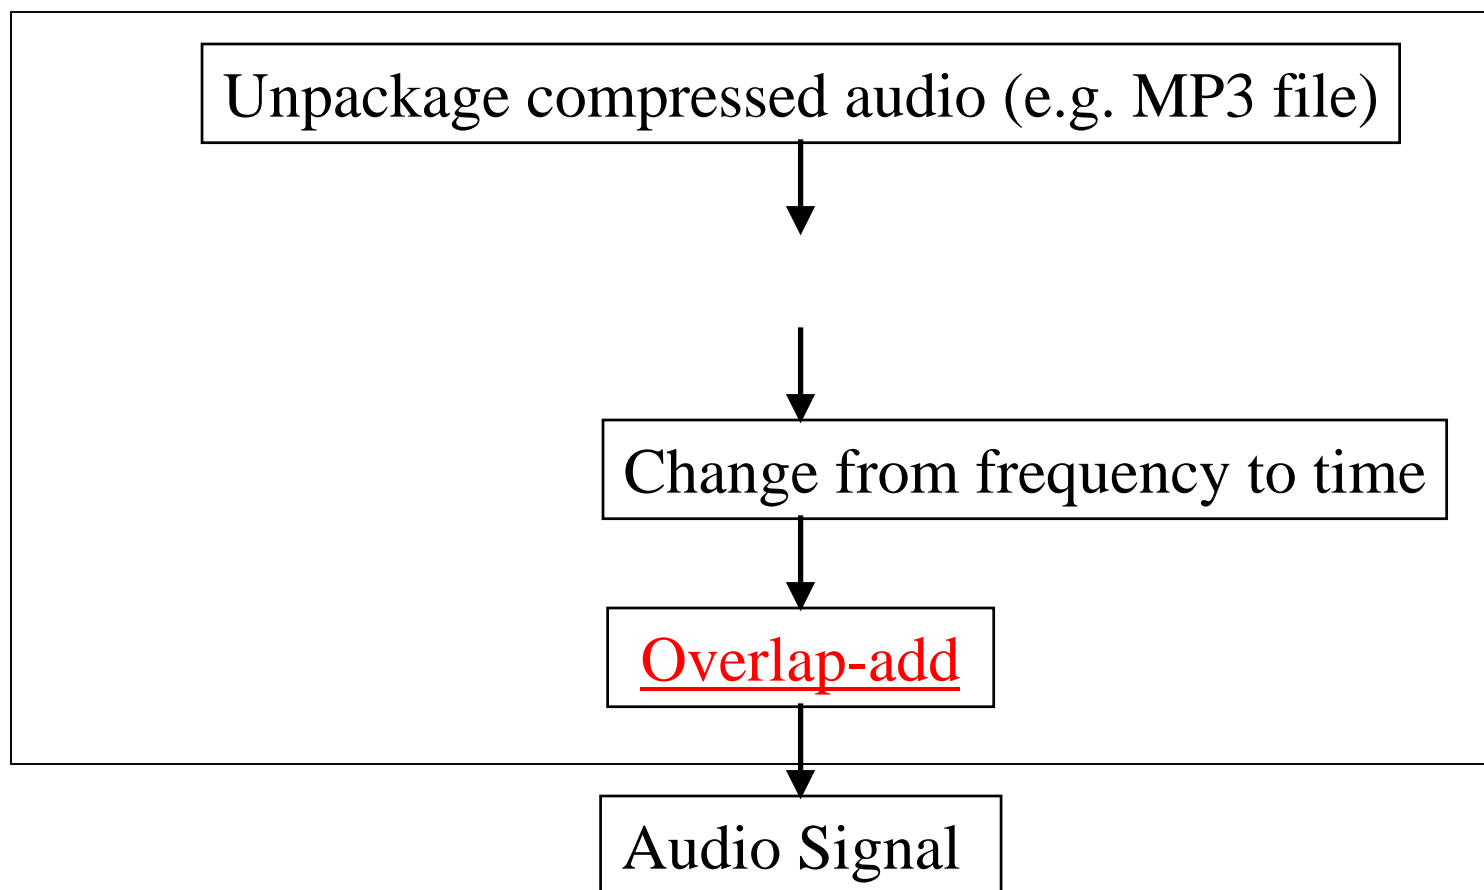 Unpackage compressed audio (e.g. MP3 file)
Change from frequency to time
Overlap-add
Audio Signal